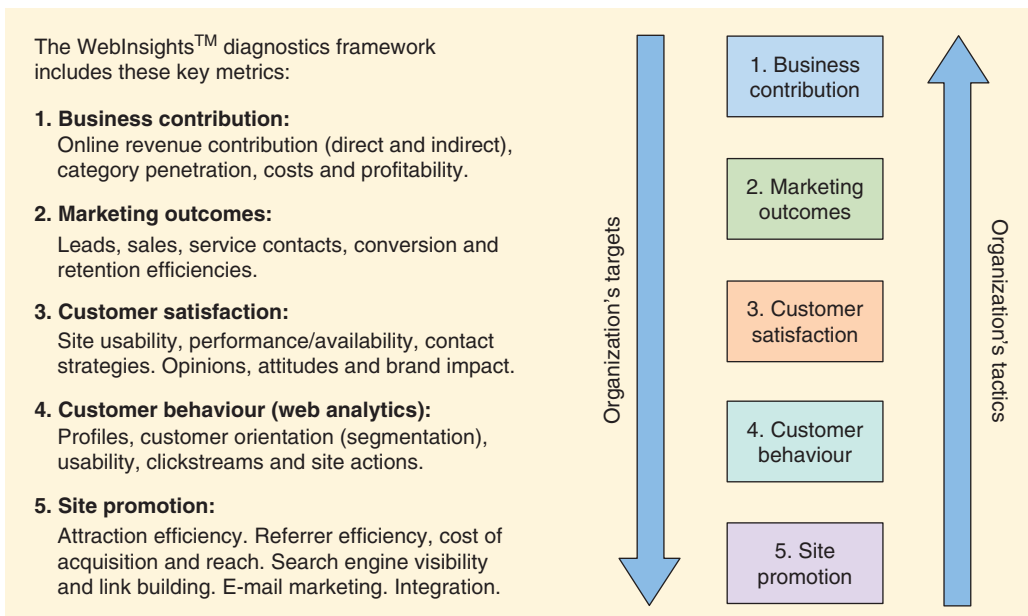 The WebInsights™ diagnostics framework
includes these key metrics:
1. Business contribution:
Online revenue contribution (direct and indirect),
category penetration, costs and profitability.
2. Marketing outcomes:
Leads, sales, service contacts, conversion and
retention efficiencies.
3. Customer satisfaction:
Site usability, performance/availability, contact
strategies. Opinions, attitudes and brand impact.
4. Customer behaviour (web analytics):
Profiles, customer orientation (segmentation),
usability, clickstreams and site actions.
5. Site promotion:
Attraction efficiency. Referrer efficiency, cost of
acquisition and reach. Search engine visibility
and link building. E-mail marketing. Integration.
Organization's targets
1. Business
contribution
2. Marketing
outcomes
3. Customer
satisfaction
4. Customer
behaviour
5. Site
promotion
Organization's tactics